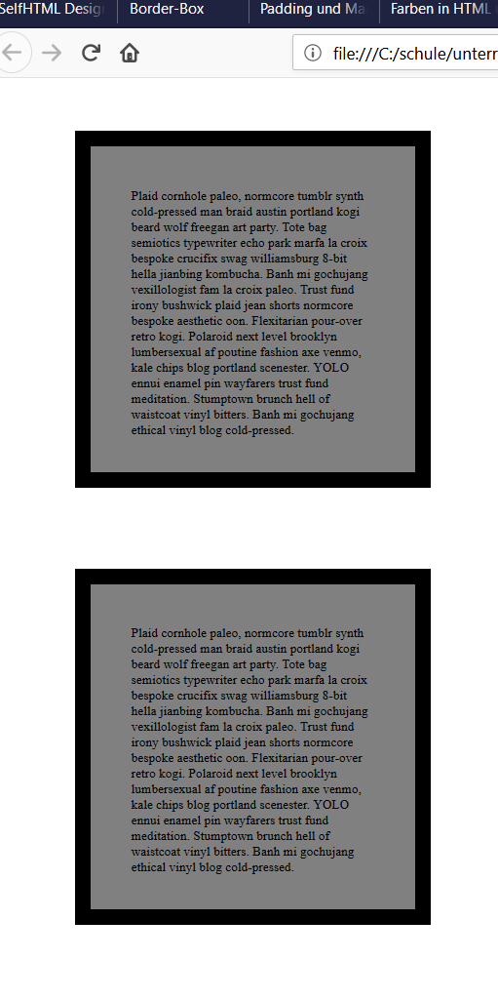 SelfHTML Design
Border-Box
Padding und Ma
Farben in HTML
file:///C:/schule/unterr
Plaid cornhole paleo, normcore tumblr synth
cold-pressed man braid austin portland kogi
beard wolf freegan art party. Tote bag
semiotics typewriter echo park marfa la croix
bespoke crucifix swag williamsburg 8-bit
hella jianbing kombucha. Banh mi gochujang
vexillologist fam la croix paleo. Trust fund
irony bushwick plaid jean shorts normcore
bespoke aesthetic oon. Flexitarian pour-over
retro kogi. Polaroid next level brooklyn
lumbersexual af poutine fashion axe venmo,
kale chips blog portland scenester. YOLO
ennui enamel pin wayfarers trust fund
meditation. Stumptown brunch hell of
waistcoat vinyl bitters. Banh mi gochujang
ethical vinyl blog cold-pressed.
Plaid cornhole paleo, normcore tumblr synth
cold-pressed man braid austin portland kogi
beard wolf freegan art party. Tote bag
semiotics typewriter echo park marfa la croix
bespoke crucifix swag williamsburg 8-bit
hella jianbing kombucha. Banh mi gochujang
vexillologist fam la croix paleo. Trust fund
irony bushwick plaid jean shorts normcore
bespoke aesthetic oon. Flexitarian pour-over
retro kogi. Polaroid next level brooklyn
lumbersexual af poutine fashion axe venmo,
kale chips blog portland scenester. YOLO
ennui enamel pin wayfarers trust fund
meditation. Stumptown brunch hell of
waistcoat vinyl bitters. Banh mi gochujang
ethical vinyl blog cold-pressed.